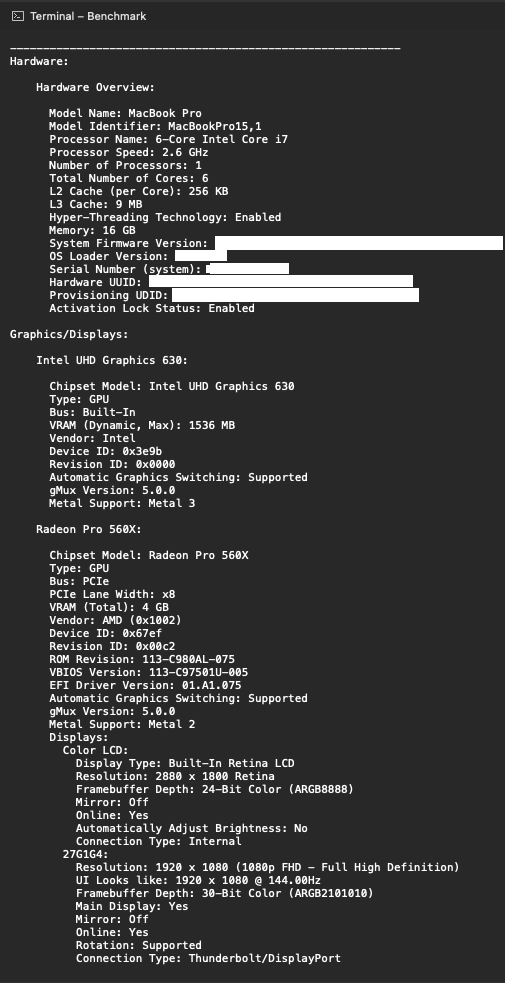 Terminal – Benchmark
___________________________________________________________
Hardware:
Hardware Overview:
Model Name: MacBook Pro
Model Identifier: MacBookPro15,1
Processor Name: 6-Core Intel Core i7
Processor Speed: 2.6 GHz
Number of Processors: 1
Total Number of Cores: 6
L2 Cache (per Core): 256 KB
L3 Cache: 9 MB
Hyper-Threading Technology: Enabled
Memory: 16 GB
System Firmware Version:
OS Loader Version:
Serial Number (system):
Hardware UUID:
Provisioning UDID:
Activation Lock Status: Enabled
Graphics/Displays:
Intel UHD Graphics 630:
Chipset Model: Intel UHD Graphics 630
Type: GPU
Bus: Built-In
VRAM (Dynamic, Max): 1536 MB
Vendor: Intel
Device ID: 0x3e9b
Revision ID: 0x0000
Automatic Graphics Switching: Supported
gMux Version: 5.0.0
Metal Support: Metal 3
Radeon Pro 560X:
Chipset Model: Radeon Pro 560X
Type: GPU
Bus: PCIe
PCIe Lane Width: x8
VRAM (Total): 4 GB
Vendor: AMD (0x1002)
Device ID: 0x67ef
Revision ID: 0x00c2
ROM Revision: 113-C980AL-075
VBIOS Version: 113-C97501U-005
EFI Driver Version: 01.A1.075
Automatic Graphics Switching: Supported
gMux Version: 5.0.0
Metal Support: Metal 2
Displays:
Color LCD:
Display Type: Built-In Retina LCD
Resolution: 2880 x 1800 Retina
Framebuffer Depth: 24-Bit Color (ARGB8888)
Mirror: Off
Online: Yes
Automatically Adjust Brightness: No
Connection Type: Internal
27G1G4:
Resolution: 1920 x 1080 (1080p FHD - Full High Definition)
UI Looks like: 1920 x 1080 @ 144.00Hz
Framebuffer Depth: 30-Bit Color (ARGB2101010)
Main Display: Yes
Mirror: Off
Online: Yes
Rotation: Supported
Connection Type: Thunderbolt/DisplayPort